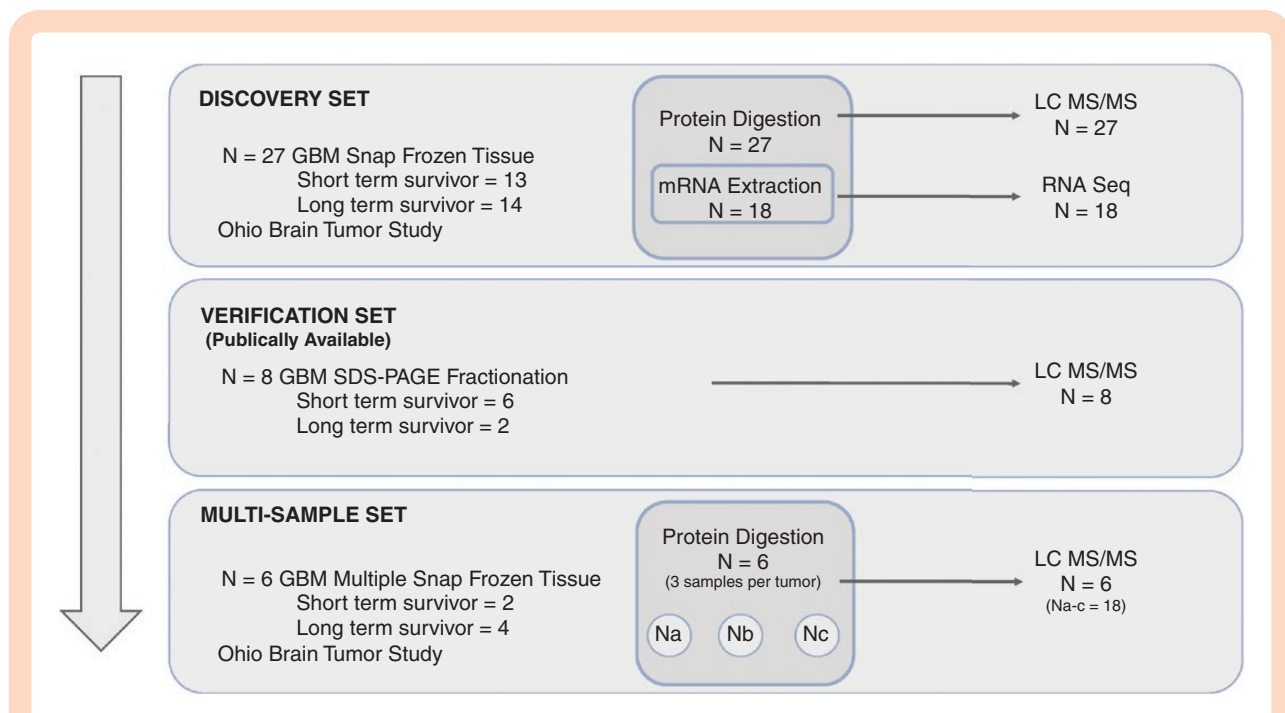 DISCOVERY SET
N = 27 GBM Snap Frozen Tissue
Short term survivor = 13
Long term survivor = 14
Ohio Brain Tumor Study
Protein Digestion
N = 27
mRNA Extraction
N = 18
LC MS/MS
N = 27
RNA Seq
N = 18
VERIFICATION SET
(Publically Available)
N = 8 GBM SDS-PAGE Fractionation
Short term survivor = 6
Long term survivor = 2
LC MS/MS
N = 8
MULTI-SAMPLE SET
N = 6 GBM Multiple Snap Frozen Tissue
Short term survivor = 2
Long term survivor = 4
Ohio Brain Tumor Study
Protein Digestion
N = 6
(3 samples per tumor)
Na Nb Nc
LC MS/MS
N = 6
(Na-c = 18)